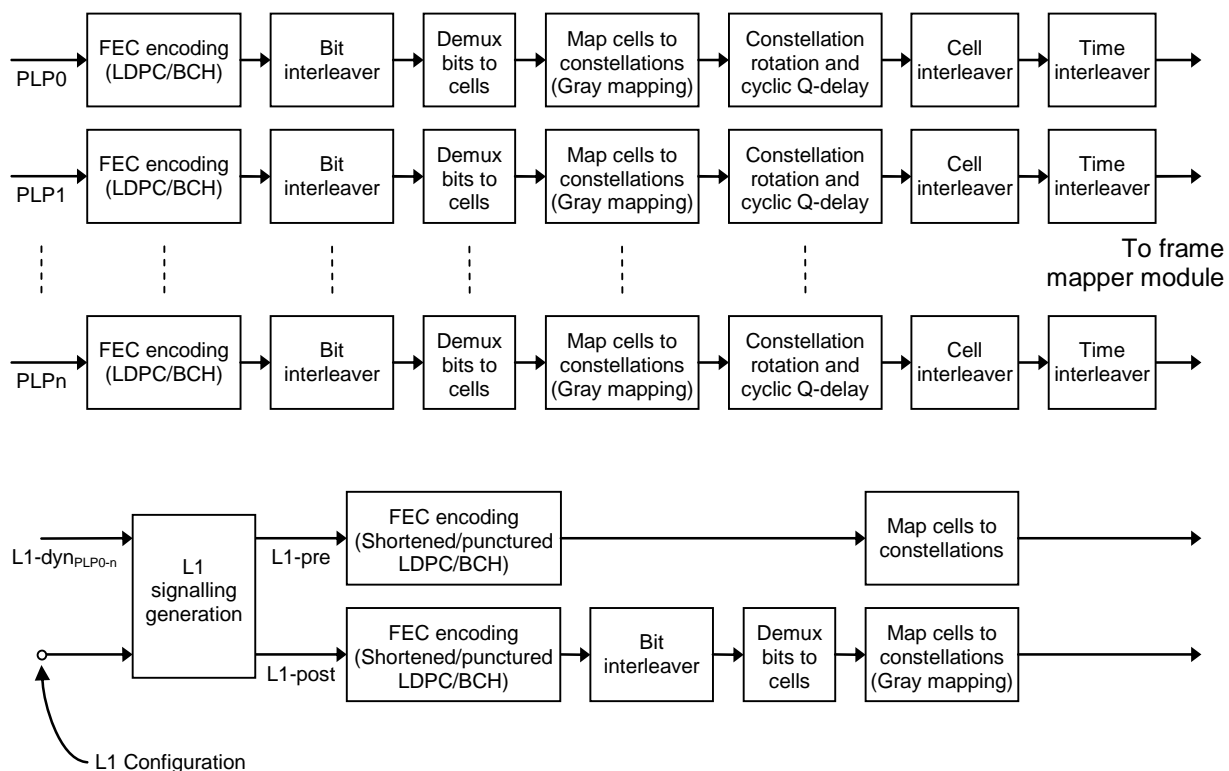 PLP0
FEC encoding
(LDPC/BCH)
Bit
interleaver
Demux
bits to
cells
Map cells to
constellations
(Gray mapping)
Constellation
rotation and
cyclic Q-delay
Cell
interleaver
Time
interleaver
PLP1
FEC encoding
(LDPC/BCH)
Bit
interleaver
Demux
bits to
cells
Map cells to
constellations
(Gray mapping)
Constellation
rotation and
cyclic Q-delay
Cell
interleaver
Time
interleaver
To frame
mapper module
PLPn
FEC encoding
(LDPC/BCH)
Bit
interleaver
Demux
bits to
cells
Map cells to
constellations
(Gray mapping)
Constellation
rotation and
cyclic Q-delay
Cell
interleaver
Time
interleaver
L1-dynPLP0-n
L1
signalling
generation
L1-pre
FEC encoding
(Shortened/punctured
LDPC/BCH)
Map cells to
constellations
L1-post
FEC encoding
(Shortened/punctured
LDPC/BCH)
Bit
interleaver
Demux
bits to
cells
Map cells to
constellations
(Gray mapping)
L1 Configuration